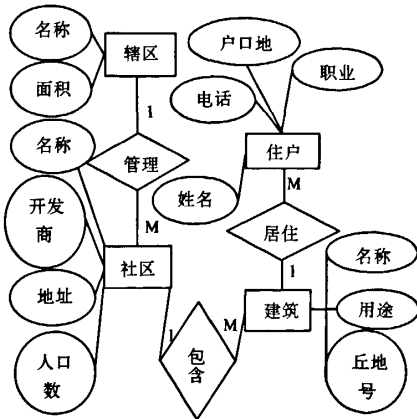 名称
辖区
户口地
职业
面积
电话
1
名称
管理
住户
姓名
M
开发
商
M
居住
名称
社区
1
地址
建筑
用途
1
M
人口
数
包
含
丘地
号